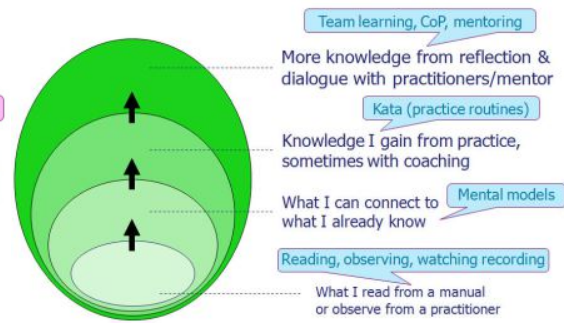 Team learning, CoP, mentoring
More knowledge from reflection &
dialogue with practitioners/mentor
Kata (practice routines)
Knowledge I gain from practice,
sometimes with coaching
Mental models
What I can connect to
what I already know
Reading, observing, watching recording
What I read from a manual
or observe from a practitioner